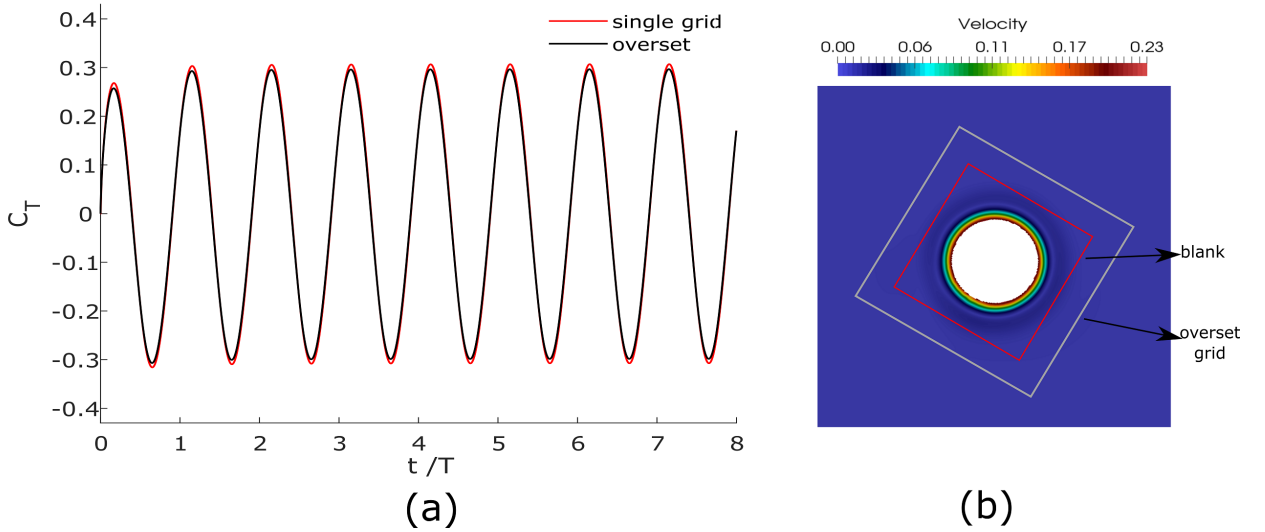 single grid
overset
0.4
0.3
0.2
0.1
0
-0.1
-0.2
-0.3
-0.4
C_T
0 1 2 3 4 5 6 7 8
t /T
(a)
Velocity
0.00 0.06 0.11 0.17 0.23
blank
overset
grid
(b)